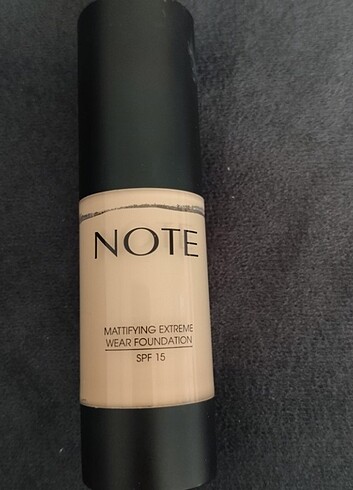 NOTE
MATTIFYING EXTREME
WEAR FOUNDATION
SPF 15